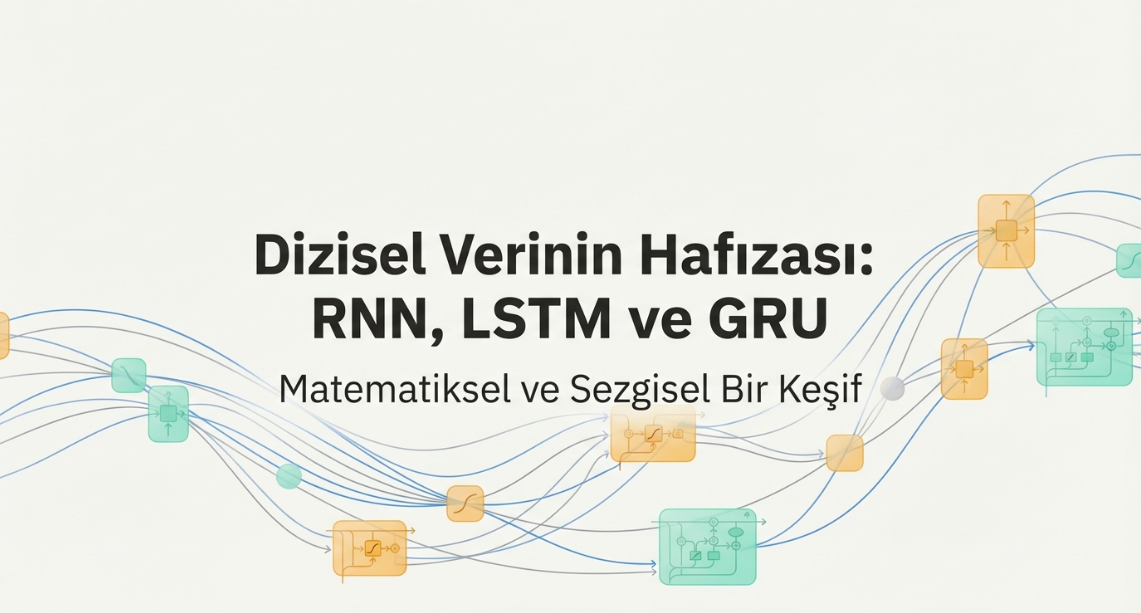 Dizisel Verinin Hafızası:
RNN, LSTM ve GRU
Matematiksel ve Sezgisel Bir Keşif